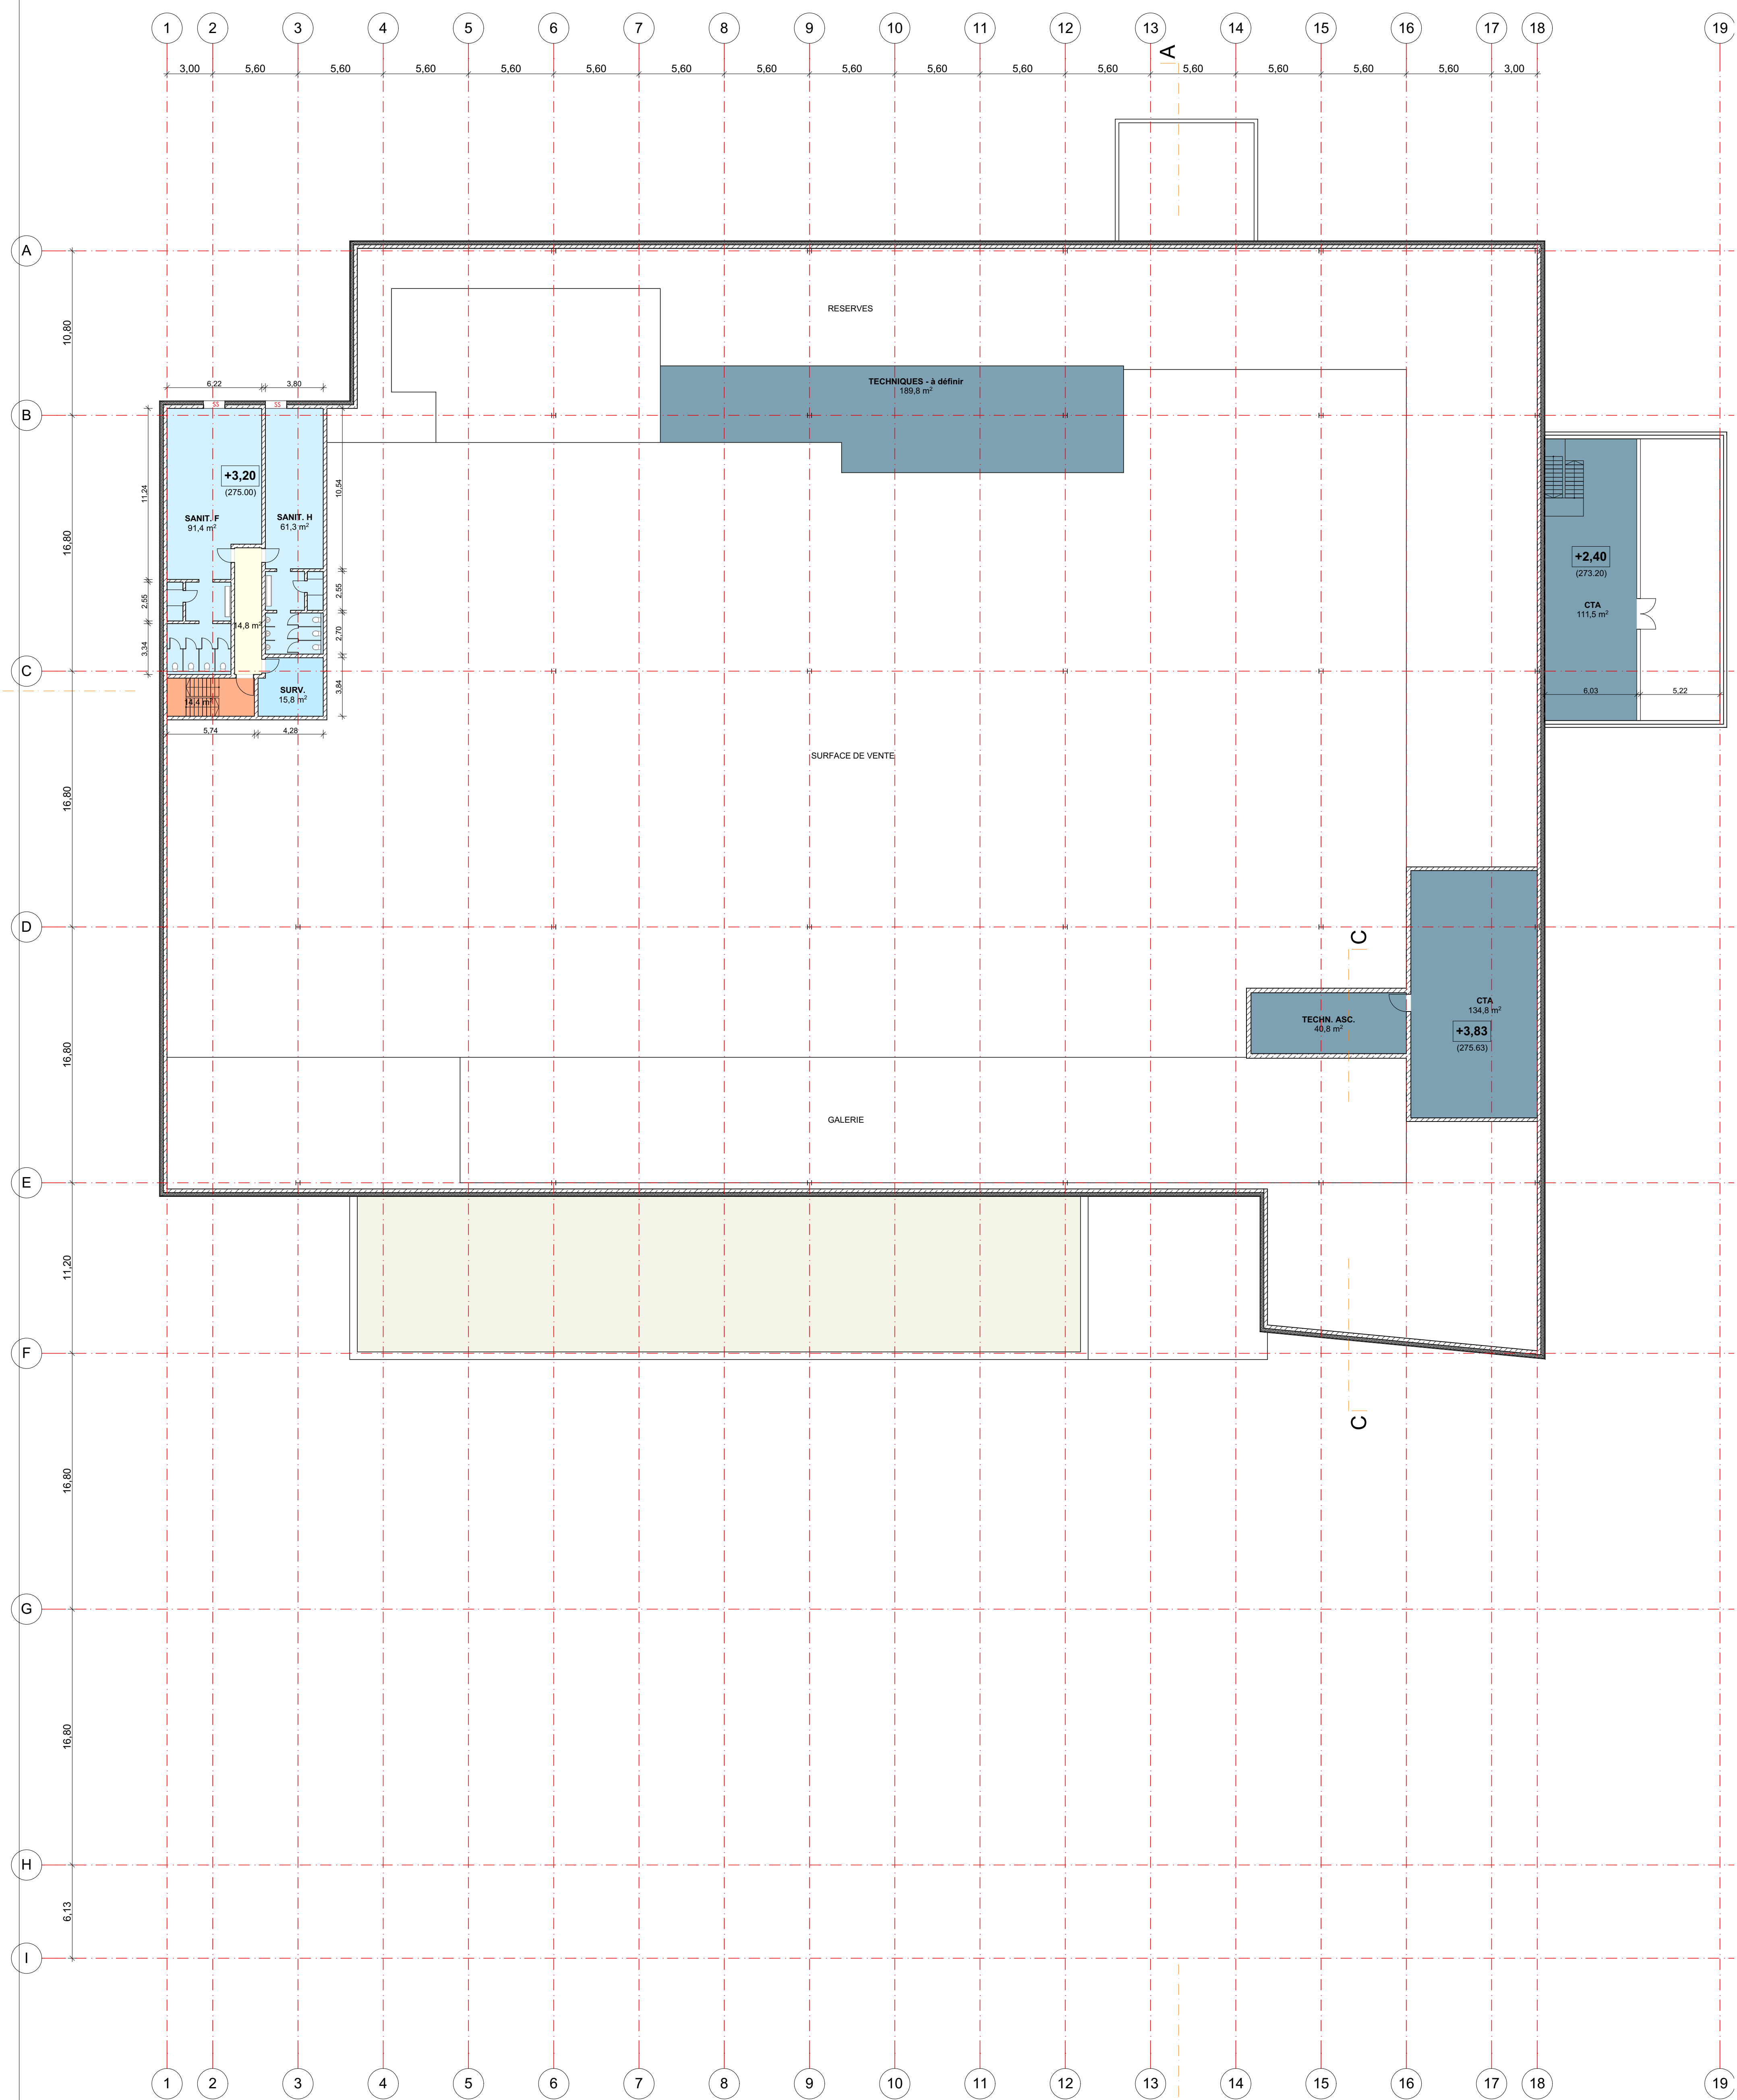 1 2 3 4 5 6 7 8 9 10 11 12 13 14 15 16 17 18 19
A
3,00 5,60 5,60 5,60 5,60 5,60 5,60 5,60 5,60 5,60 5,60 5,60 5,60 5,60 5,60 5,60 3,00
A
10,80
RESERVES
TECHNIQUES - à définir
189,8 m²
6,22 3,80
SS SS
B
+3,20
(275.00)
11,24
10,54
SANIT. F
91,4 m²
SANIT. H
61,3 m²
16,80
+2,40
(273.20)
CTA
111,5 m²
2,55
2,55
14,8 m²
2,70
3,34
C
SURV.
15,8 m²
14,4 m²
3,84
6,03 5,22
5,74 4,28
SURFACE DE VENTE
16,80
D
C
CTA
134,8 m²
TECHN. ASC.
40,8 m²
+3,83
(275.63)
16,80
GALERIE
E
11,20
F
C
16,80
G
16,80
H
6,13
I
1 2 3 4 5 6 7 8 9 10 11 12 13 14 15 16 17 18 19